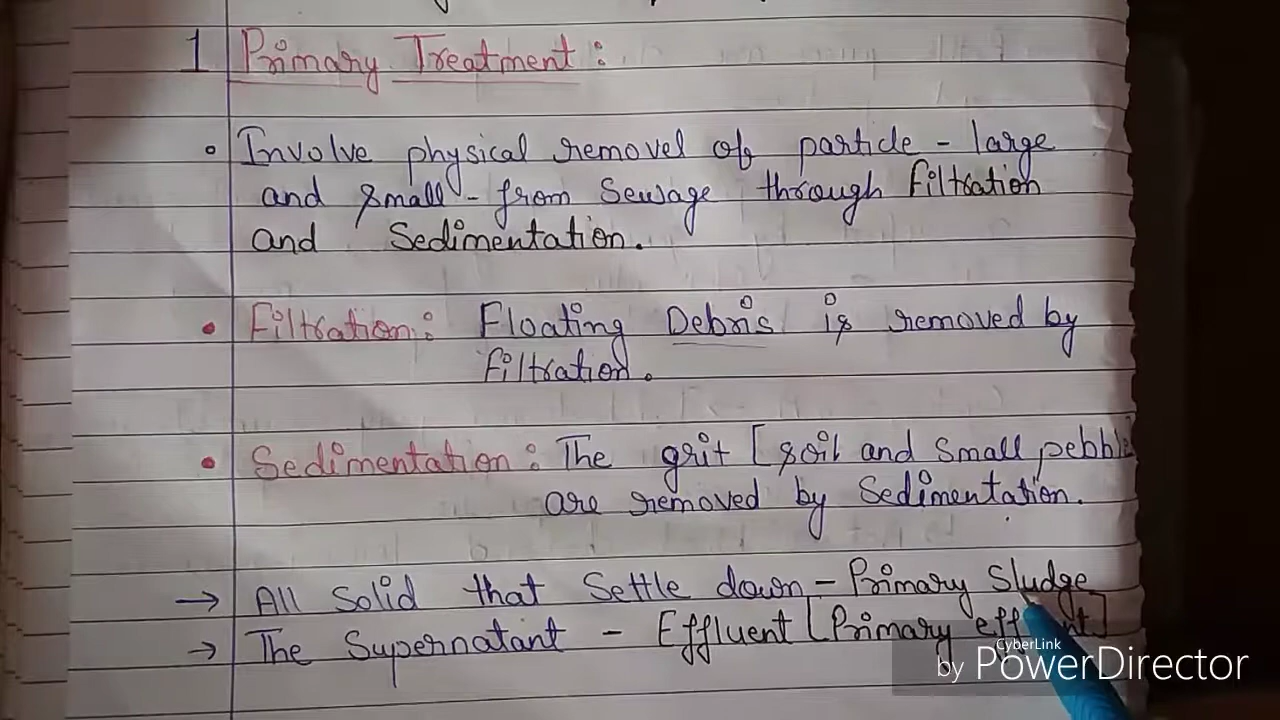 1 Primary Treatment :
• Involve physical removel of particle - large
and small - from Sewage through filtration
and Sedimentation.
• Filtration : Floating Debris is removed by
filtration.
• Sedimentation : The grit [soil and small pebble
are removed by Sedimentation.
→ All Solid that Settle down - Primary Sludge
→ The Supernatant - Effluent [Primary
CyberLink
by PowerDirector